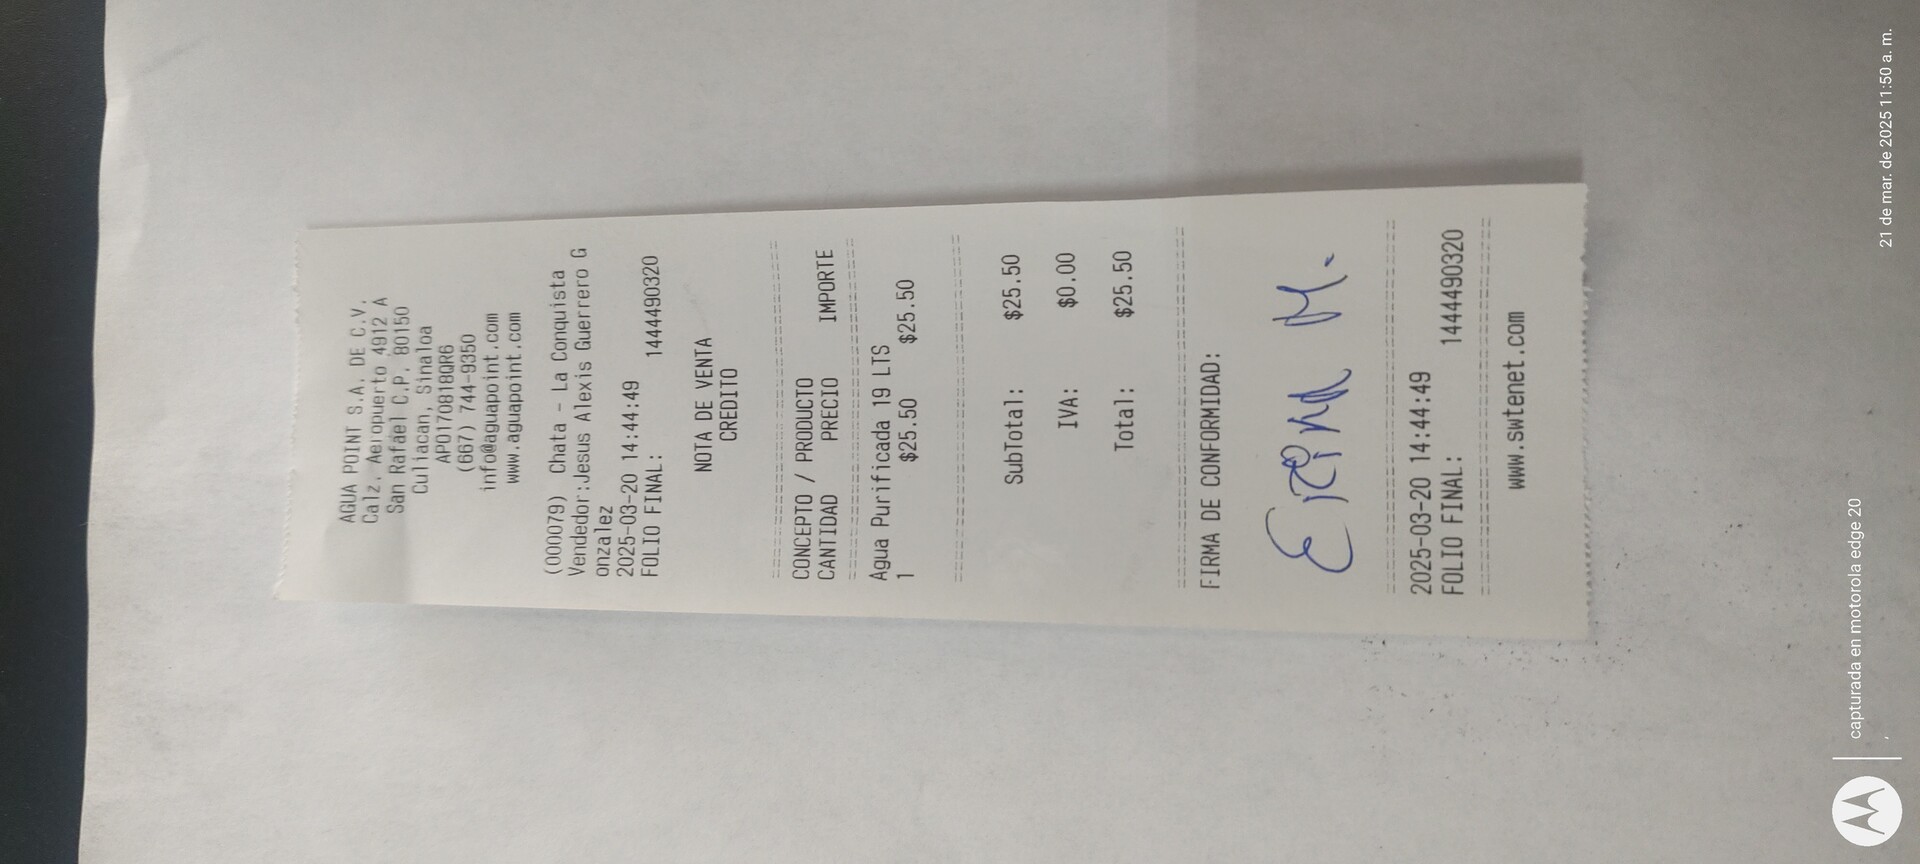 AGUA POINT S.A. DE C.V.
Calz. Aeropuerto 4912 A
San Rafael C.P. 80150
Culiacan, Sinaloa
APO170818QR6
(667) 744-9350
info@aguapoint.com
www.aguapoint.com
(000079) Chata - La Conquista
Vendedor:Jesus Alexis Guerrero G
onzalez
2025-03-20 14:44:49
FOLIO FINAL: 1444490320
NOTA DE VENTA
CREDITO
CONCEPTO / PRODUCTO
CANTIDAD PRECIO IMPORTE
Agua Purificada 19 LTS
1 $25.50 $25.50
SubTotal: $25.50
IVA: $0.00
Total: $25.50
FIRMA DE CONFORMIDAD:
M.
2025-03-20 14:44:49
FOLIO FINAL: 1444490320
www.swtenet.com
capturada en motorola edge 20
21 de mar. de 2025 11:50 a. m.